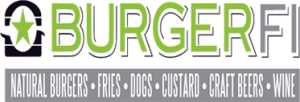 BURGERFI
NATURAL BURGERS • FRIES • DOGS • CUSTARD • CRAFT BEERS • WINE